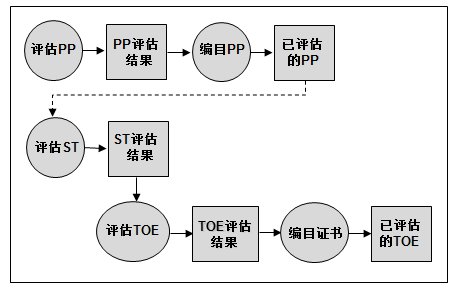 评估PP
PP评估
结果
编目PP
已评估
的PP
评估ST
ST评估
结果
评估TOE
TOE评估
结果
编目证书
已评估
的TOE